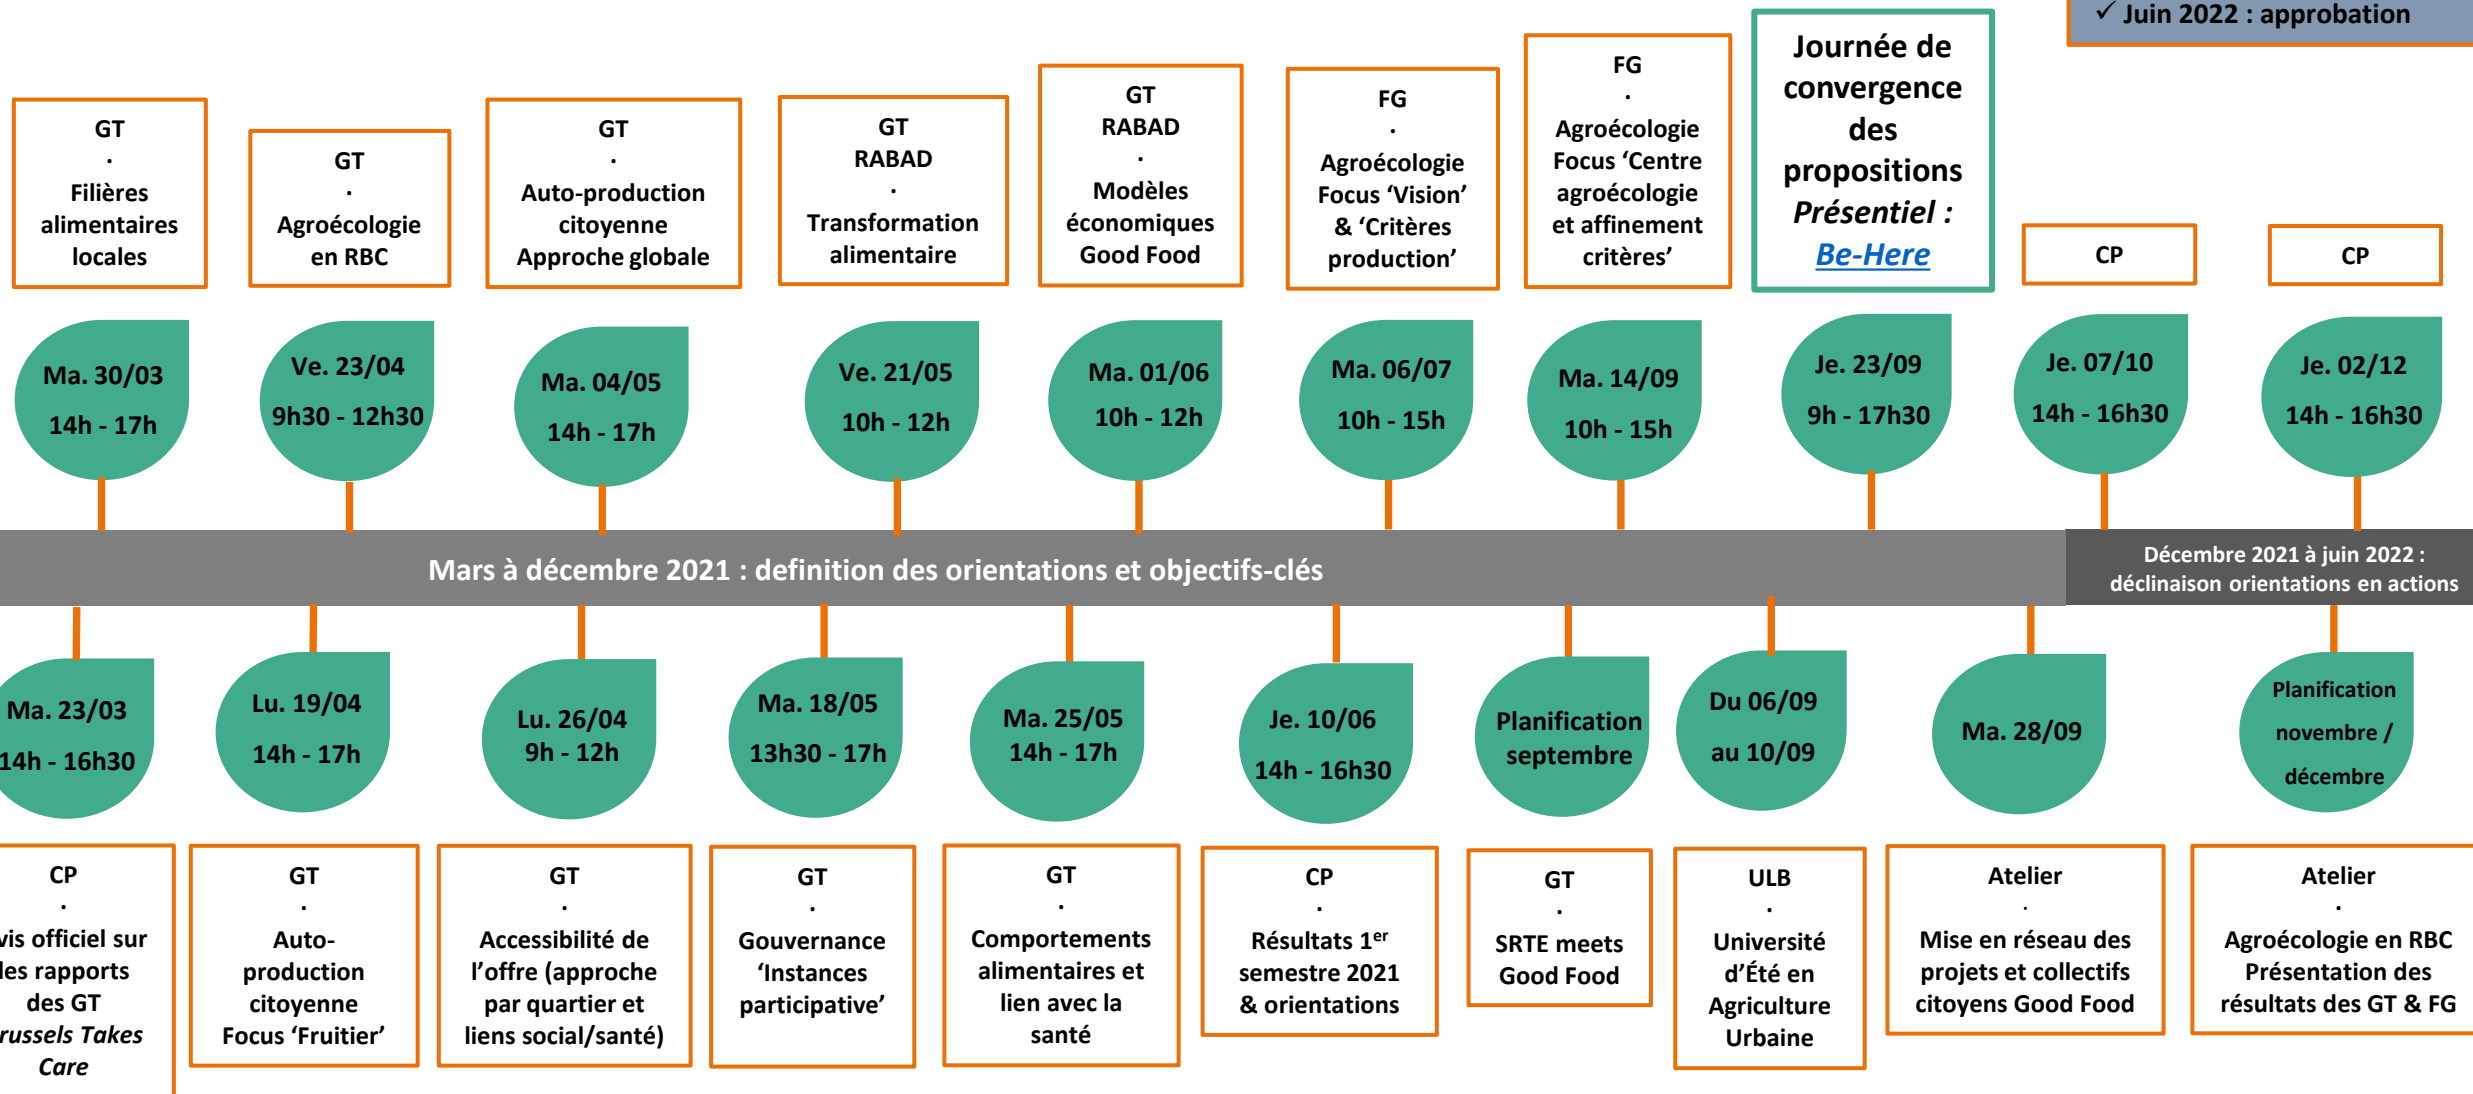 ✓ Juin 2022 : approbation
GT
·
Filières
alimentaires
locales
GT
·
Agroécologie
en RBC
GT
·
Auto-production
citoyenne
Approche globale
GT
RABAD
·
Transformation
alimentaire
GT
RABAD
·
Modèles
économiques
Good Food
FG
·
Agroécologie
Focus ‘Vision’
& ‘Critères
production’
FG
·
Agroécologie
Focus ‘Centre
agroécologie
et affinement
critères’
Journée de
convergence
des
propositions
Présentiel :
Be-Here
CP
CP
Ma. 30/03
14h - 17h
Ve. 23/04
9h30 - 12h30
Ma. 04/05
14h - 17h
Ve. 21/05
10h - 12h
Ma. 01/06
10h - 12h
Ma. 06/07
10h - 15h
Ma. 14/09
10h - 15h
Je. 23/09
9h - 17h30
Je. 07/10
14h - 16h30
Je. 02/12
14h - 16h30
Mars à décembre 2021 : definition des orientations et objectifs-clés
Décembre 2021 à juin 2022 :
déclinaison orientations en actions
Ma. 23/03
14h - 16h30
Lu. 19/04
14h - 17h
Lu. 26/04
9h - 12h
Ma. 18/05
13h30 - 17h
Ma. 25/05
14h - 17h
Je. 10/06
14h - 16h30
Planification
septembre
Du 06/09
au 10/09
Ma. 28/09
Planification
novembre /
décembre
CP
·
officiel sur
rapports
des GT
Takes
Care
GT
·
Auto-
production
citoyenne
Focus ‘Fruitier’
GT
·
Accessibilité de
l’offre (approche
par quartier et
liens social/santé)
GT
·
Gouvernance
‘Instances
participative’
GT
·
Comportements
alimentaires et
lien avec la
santé
CP
·
Résultats 1er
semestre 2021
& orientations
GT
·
SRTE meets
Good Food
ULB
·
Université
d’Été en
Agriculture
Urbaine
Atelier
·
Mise en réseau des
projets et collectifs
citoyens Good Food
Atelier
·
Agroécologie en RBC
Présentation des
résultats des GT & FG